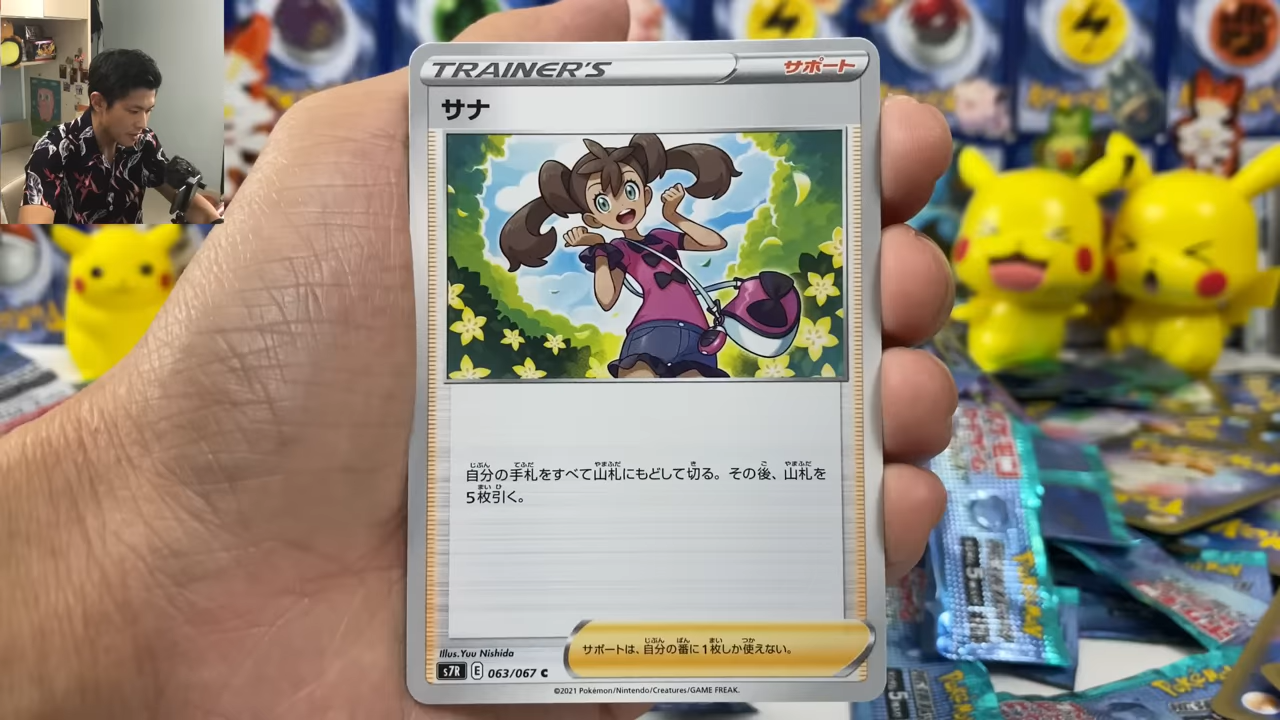 TRAINER'S
サポート
サナ
自分の手札をすべて山札にもどして切る。その後、山札を
5枚引く。
Illus.Yuu Nishida
サポートは、自分の番に1枚しか使えない。
s7R E 063/067 C
©2021 Pokémon/Nintendo/Creatures/GAME FREAK.